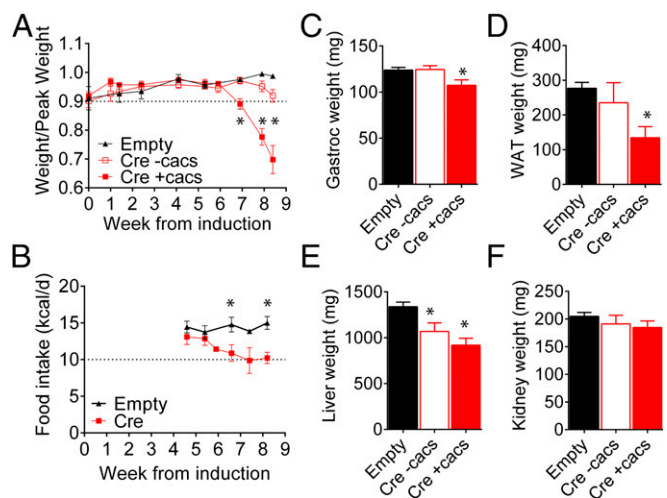 A
Weight/Peak Weight
1.1
1.0
0.9
0.8
0.7
0.6
*
*
*
Empty
Cre -cacs
Cre +cacs
0 1 2 3 4 5 6 7 8 9
Week from induction
B
Food intake (kcal/d)
20
15
10
5
0
*
*
Empty
Cre
0 1 2 3 4 5 6 7 8 9
Week from induction
C
Gastroc weight (mg)
150
100
50
0
*
Empty
Cre -cacs
Cre +cacs
D
WAT weight (mg)
400
300
200
100
0
*
Empty
Cre -cacs
Cre +cacs
E
Liver weight (mg)
1500
1000
500
0
*
*
Empty
Cre -cacs
Cre +cacs
F
Kidney weight (mg)
250
200
150
100
50
0
Empty
Cre -cacs
Cre +cacs